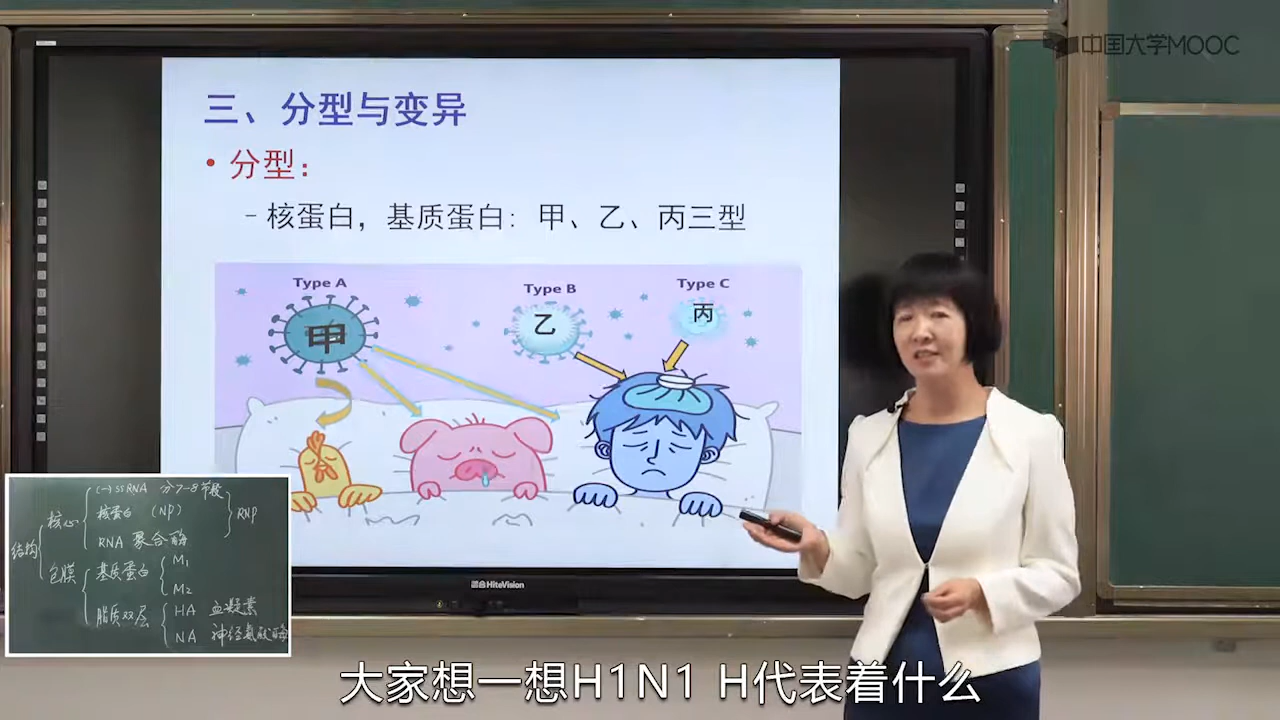 中国大学MOOC
三、分型与变异
• 分型：
- 核蛋白，基质蛋白：甲、乙、丙三型
Type A
Type B
Type C
甲
乙
丙
结构
核心
(-) ssRNA 分7-8节段
核蛋白 (NP)
RNA 聚合酶
RNP
包膜
基质蛋白
M1
M2
脂质双层
HA 血凝素
NA 神经氨酸酶
HiteVision
大家想一想H1N1 H代表着什么